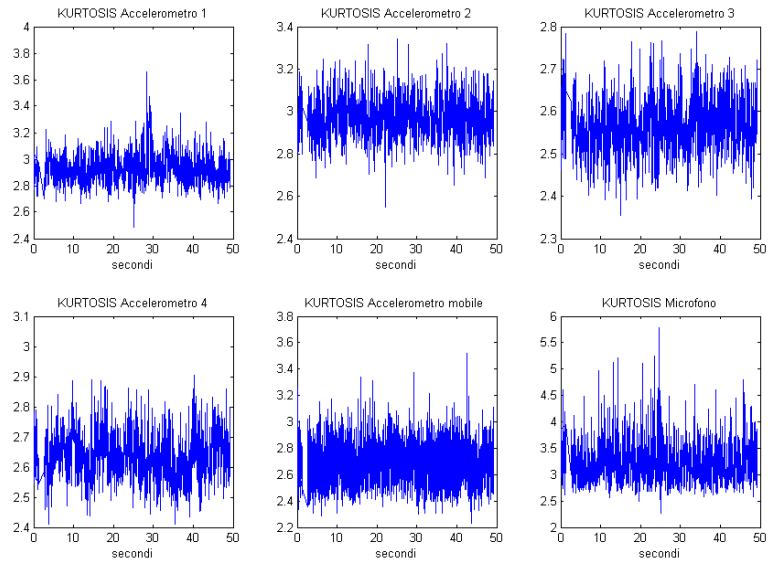 KURTOSIS Accelerometro 1
4
3.8
3.6
3.4
3.2
3
2.8
2.6
2.4
0 10 20 30 40 50
secondi
KURTOSIS Accelerometro 2
3.4
3.2
3
2.8
2.6
2.4
0 10 20 30 40 50
secondi
KURTOSIS Accelerometro 3
2.8
2.7
2.6
2.5
2.4
2.3
0 10 20 30 40 50
secondi
KURTOSIS Accelerometro 4
3.1
3
2.9
2.8
2.7
2.6
2.5
2.4
0 10 20 30 40 50
secondi
KURTOSIS Accelerometro mobile
3.8
3.6
3.4
3.2
3
2.8
2.6
2.4
2.2
0 10 20 30 40 50
secondi
KURTOSIS Microfono
6
5.5
5
4.5
4
3.5
3
2.5
2
0 10 20 30 40 50
secondi